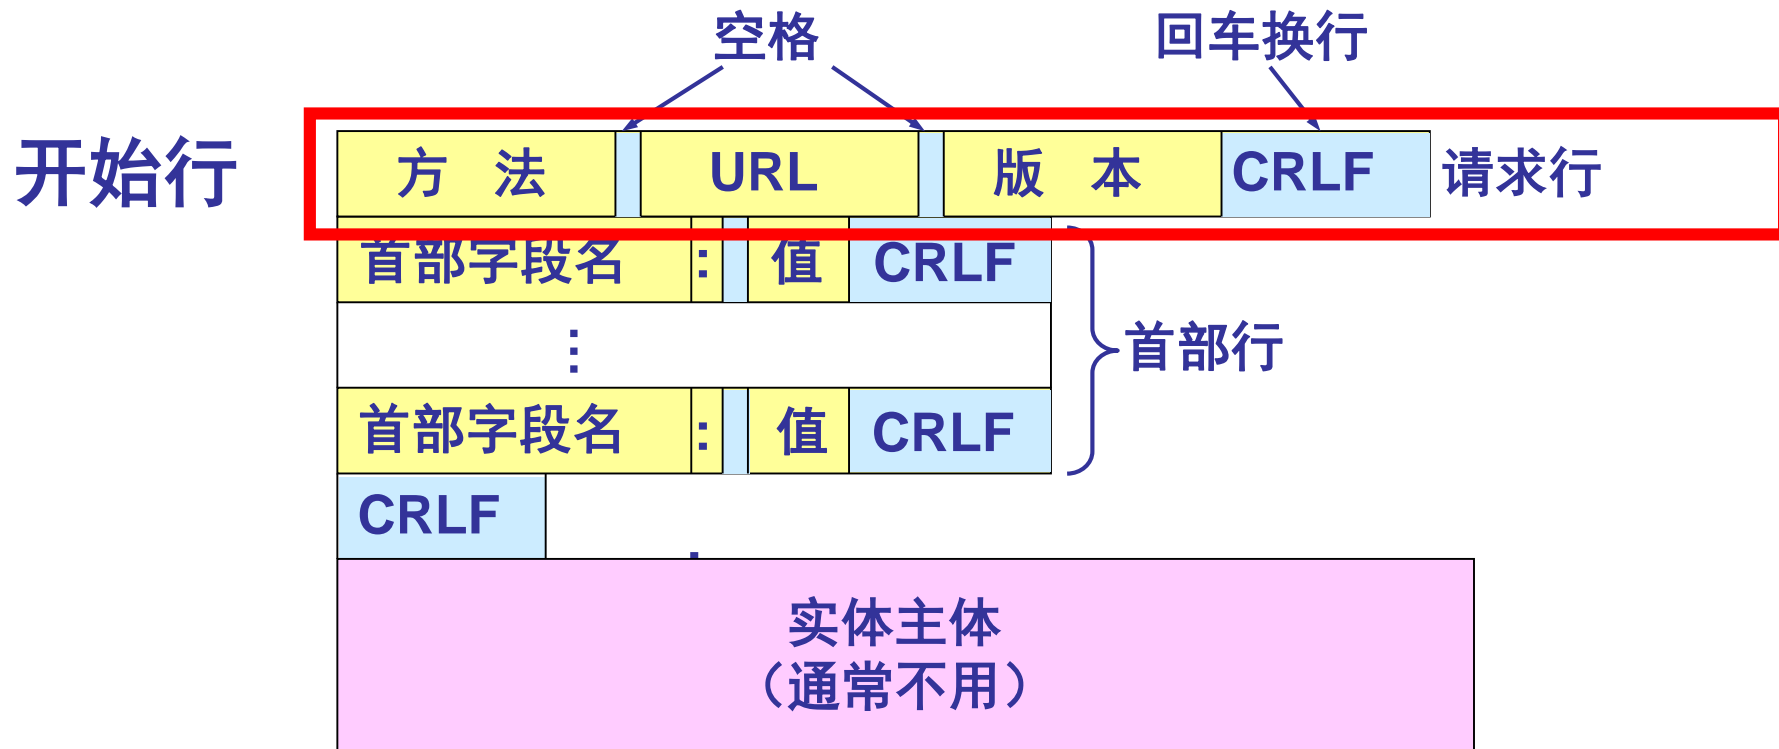 空格 回车换行
开始行 方 法 URL 版 本 CRLF 请求行
首部字段名 : 值 CRLF
⋮
首部行
首部字段名 : 值 CRLF
CRLF
实体主体
（通常不用）